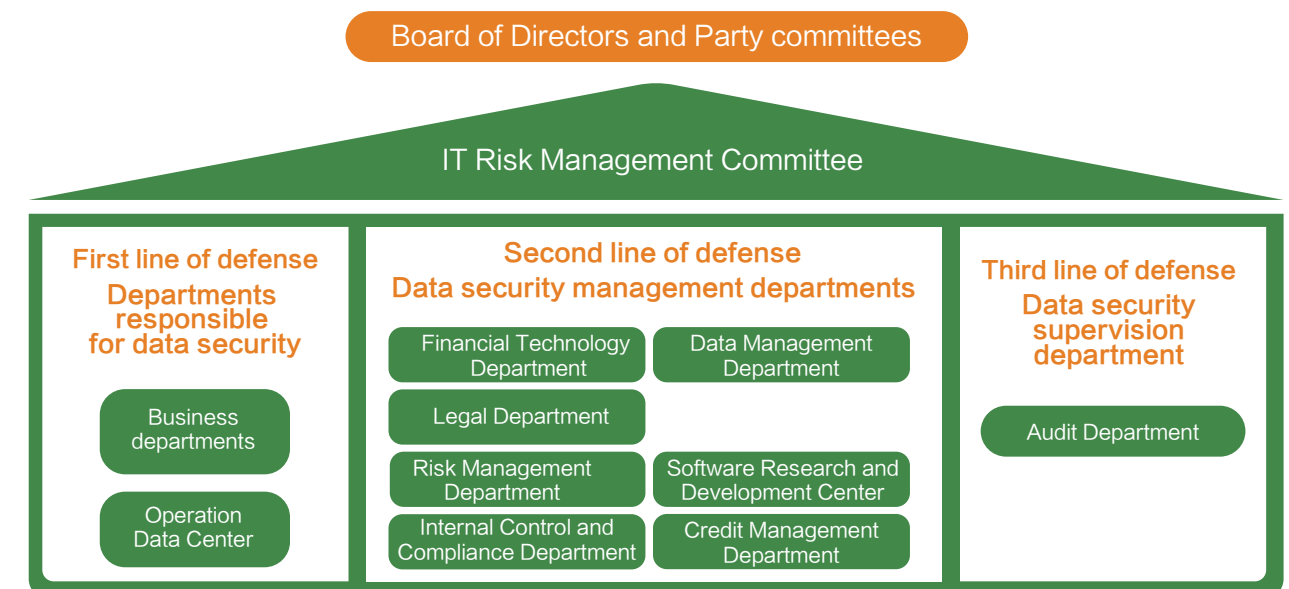 Board of Directors and Party committees
IT Risk Management Committee
First line of defense
Departments
responsible
for data security
Business
departments
Operation
Data Center
Second line of defense
Data security management departments
Financial Technology
Department
Data Management
Department
Legal Department
Risk Management
Department
Software Research and
Development Center
Internal Control and
Compliance Department
Credit Management
Department
Third line of defense
Data security
supervision
department
Audit Department